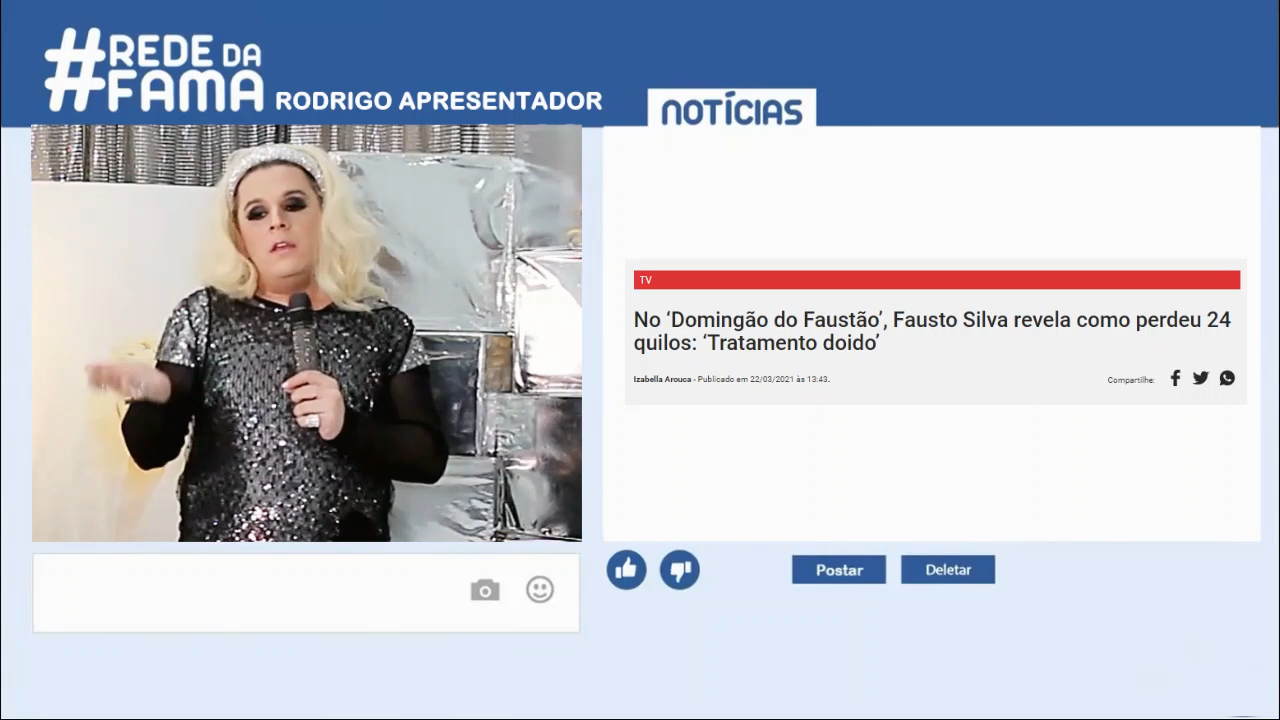 #REDE DA
FAMA
RODRIGO APRESENTADOR
NOTÍCIAS
TV
No ‘Domingão do Faustão’, Fausto Silva revela como perdeu 24
quilos: ‘Tratamento doido’
Izabella Arouca - Publicado em 22/03/2021 às 13:43.
Compartilhe:
Postar
Deletar